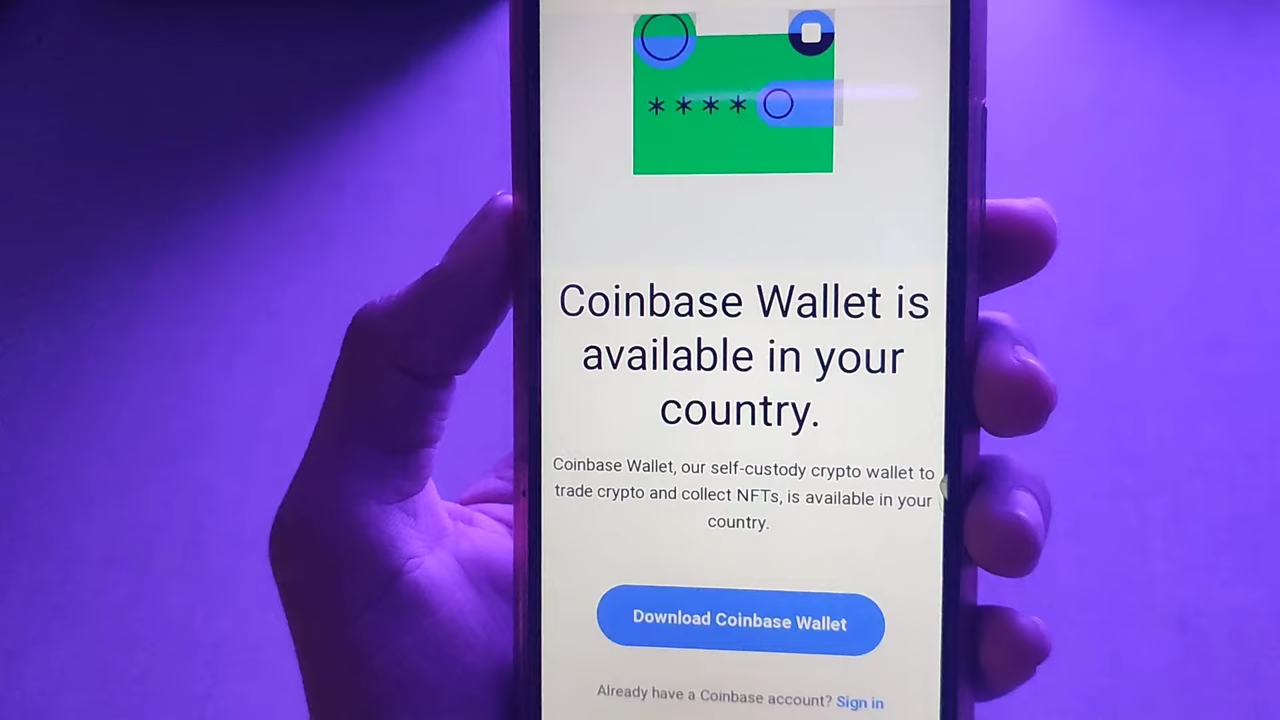 * * * *
Coinbase Wallet is
available in your
country.
Coinbase Wallet, our self-custody crypto wallet to
trade crypto and collect NFTs, is available in your
country.
Download Coinbase Wallet
Already have a Coinbase account? Sign in